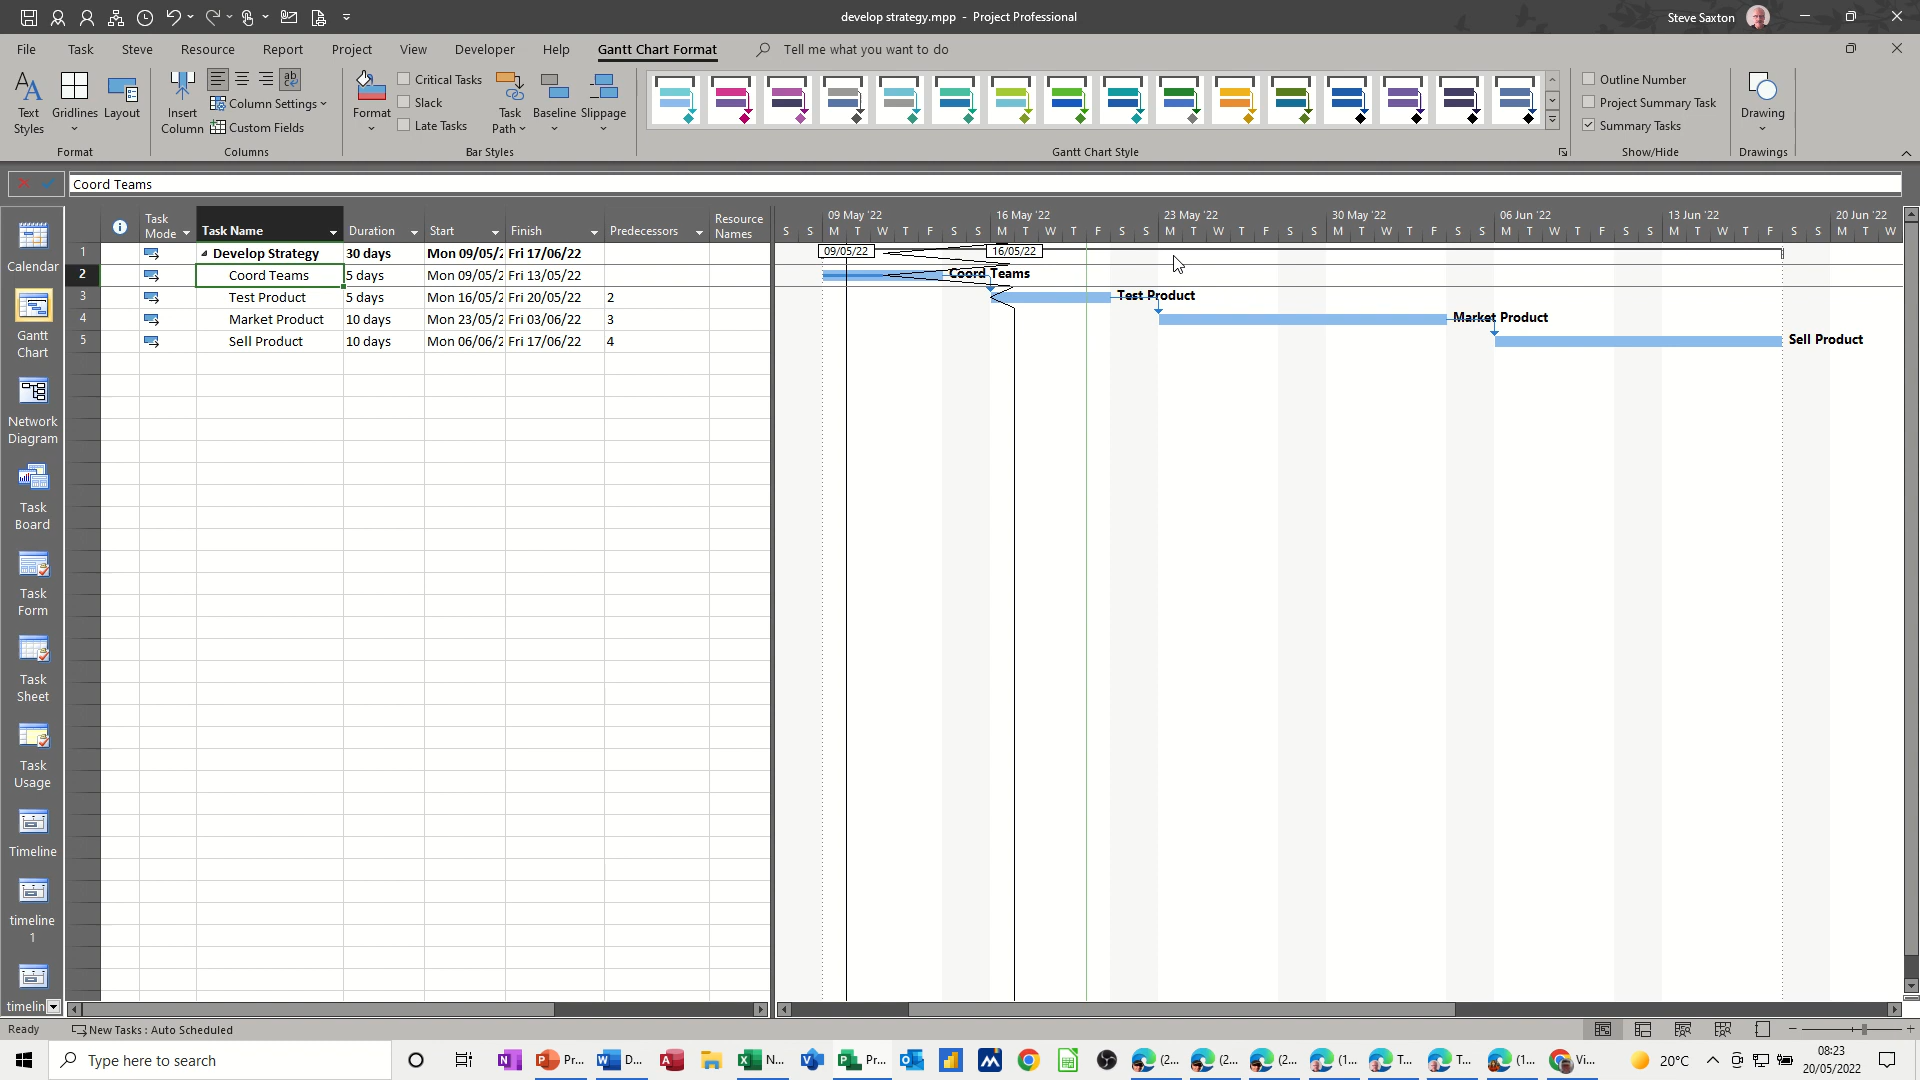 develop strategy.mpp - Project Professional
Steve Saxton
File Task Steve Resource Report Project View Developer Help Gantt Chart Format Tell me what you want to do
Text Styles
Gridlines
Layout
Format
Insert Column
Column Settings
Custom Fields
Columns
Format
Critical Tasks
Slack
Late Tasks
Task Path
Baseline
Slippage
Bar Styles
Gantt Chart Style
Outline Number
Project Summary Task
Summary Tasks
Show/Hide
Drawing
Drawings
Coord Teams
Calendar
Gantt Chart
Network Diagram
Task Board
Task Form
Task Sheet
Task Usage
Timeline
timeline 1
timelin
Task Mode Task Name Duration Start Finish Predecessors Resource Names
1 Develop Strategy 30 days Mon 09/05/2 Fri 17/06/22
2 Coord Teams 5 days Mon 09/05/2 Fri 13/05/22
3 Test Product 5 days Mon 16/05/2 Fri 20/05/22 2
4 Market Product 10 days Mon 23/05/2 Fri 03/06/22 3
5 Sell Product 10 days Mon 06/06/2 Fri 17/06/22 4
09 May '22 16 May '22 23 May '22 30 May '22 06 Jun '22 13 Jun '22 20 Jun '22
S S M T W T F S S M T W T F S S M T W T F S S M T W T F S S M T W T F S S M T W T F S S M T W
09/05/22 16/05/22
Coord Teams
Test Product
Market Product
Sell Product
Ready New Tasks : Auto Scheduled
Type here to search
Pr... D... N... Pr... (2... (2... (2... (1... T... T... (1... Vi...
20°C
08:23
20/05/2022